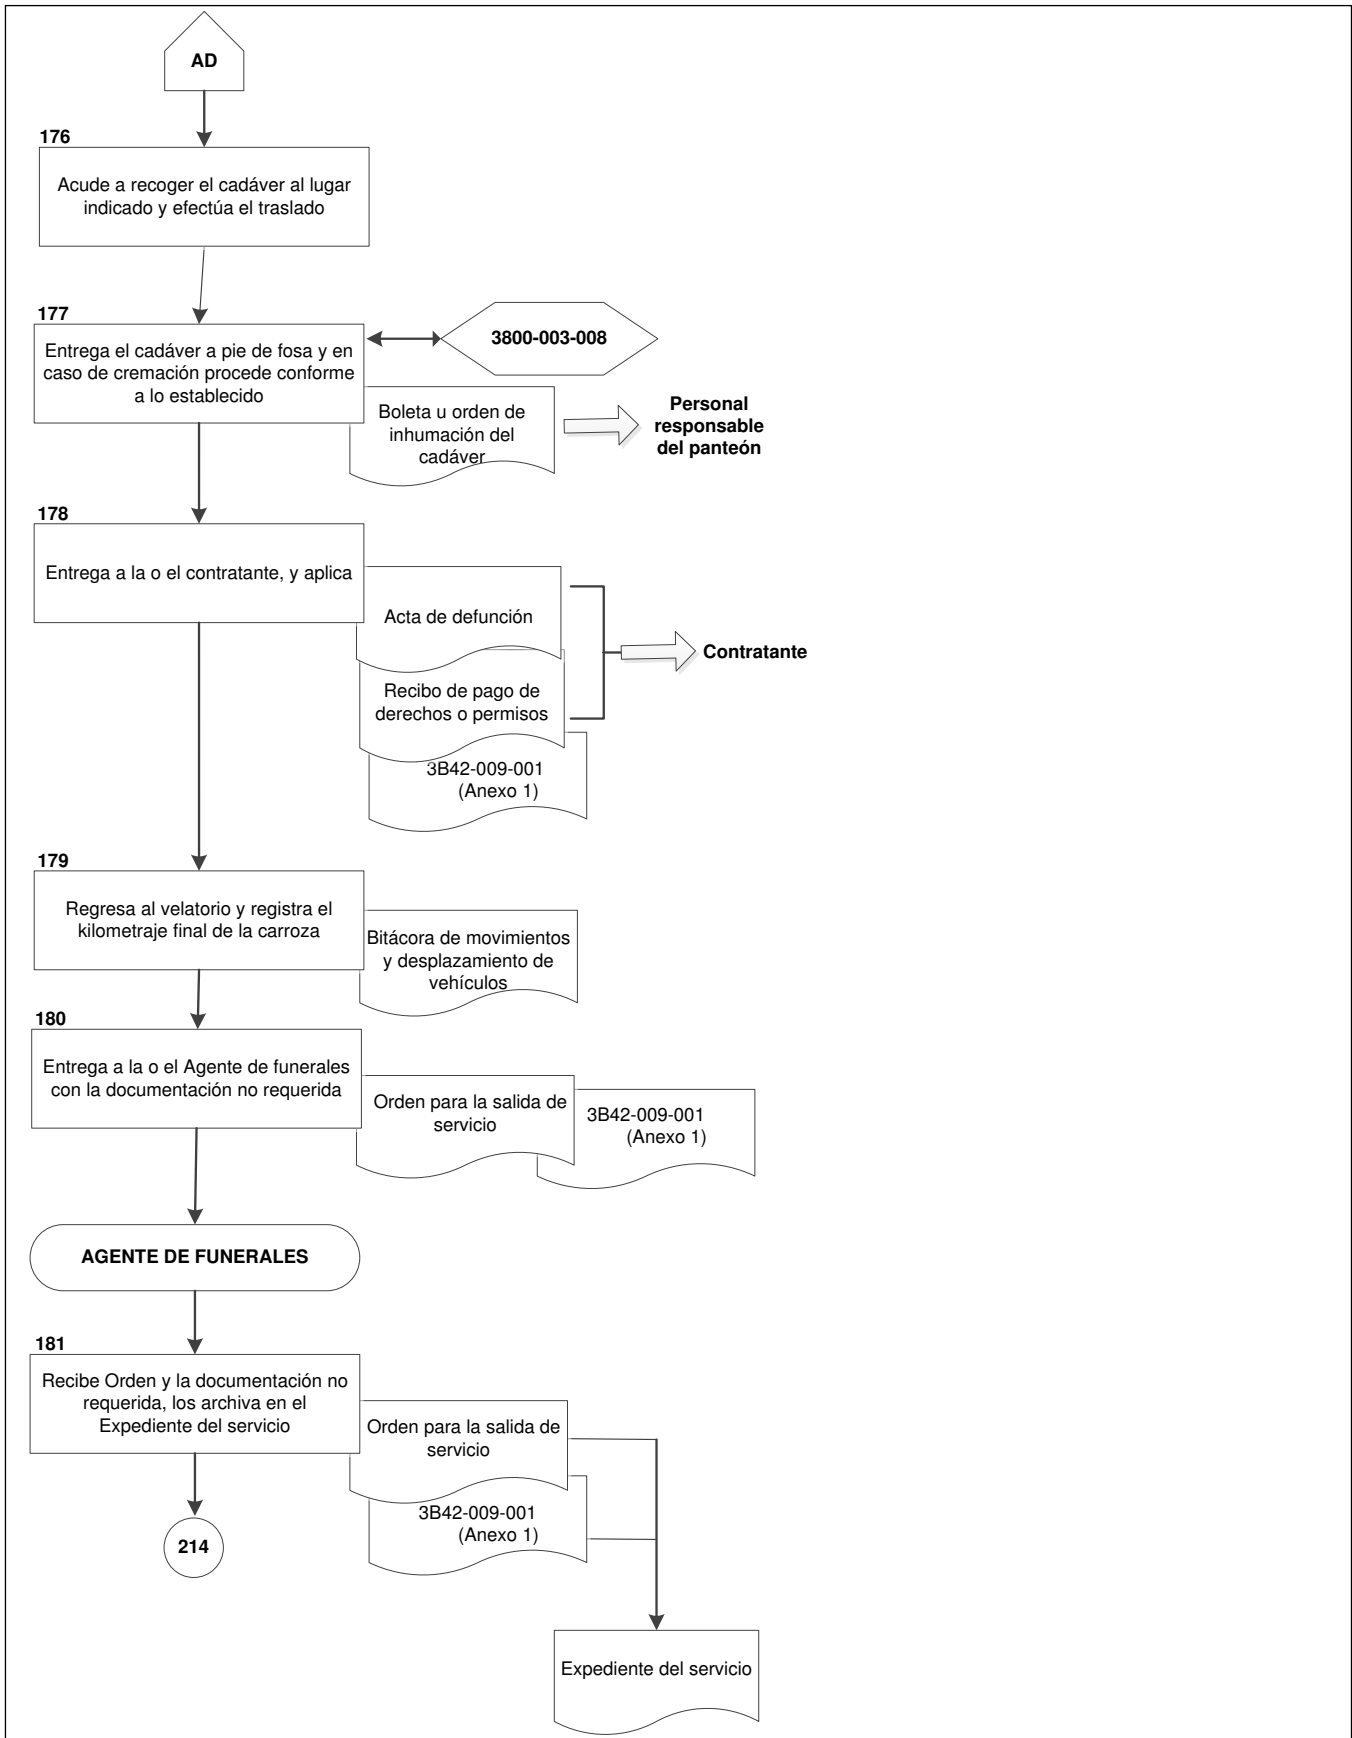 AD
176
Acude a recoger el cadáver al lugar
indicado y efectúa el traslado
177
Entrega el cadáver a pie de fosa y en
caso de cremación procede conforme
a lo establecido
3800-003-008
Boleta u orden de
inhumación del
cadáver
Personal
responsable
del panteón
178
Entrega a la o el contratante, y aplica
Acta de defunción
Recibo de pago de
derechos o permisos
3B42-009-001
(Anexo 1)
Contratante
179
Regresa al velatorio y registra el
kilometraje final de la carroza
Bitácora de movimientos
y desplazamiento de
vehículos
180
Entrega a la o el Agente de funerales
con la documentación no requerida
Orden para la salida de
servicio
3B42-009-001
(Anexo 1)
AGENTE DE FUNERALES
181
Recibe Orden y la documentación no
requerida, los archiva en el
Expediente del servicio
Orden para la salida de
servicio
3B42-009-001
(Anexo 1)
214
Expediente del servicio